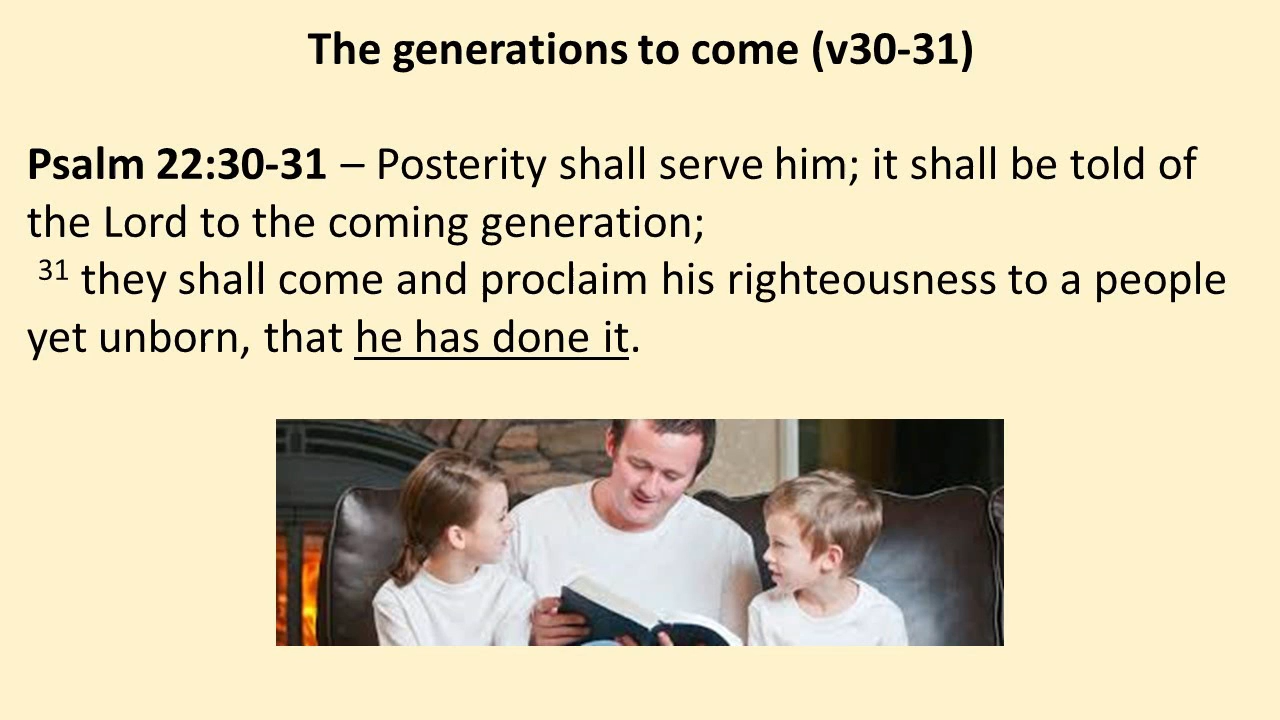 The generations to come (v30-31)
Psalm 22:30-31 – Posterity shall serve him; it shall be told of
the Lord to the coming generation;
31 they shall come and proclaim his righteousness to a people
yet unborn, that he has done it.